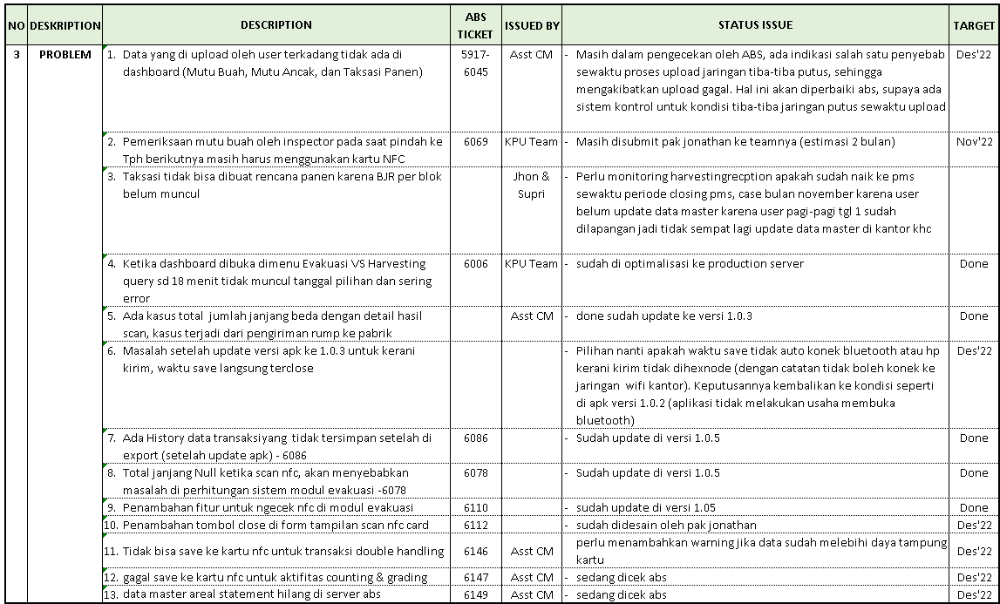 NO DESKRIPTION DESCRIPTION ABS TICKET ISSUED BY STATUS ISSUE TARGET
3 PROBLEM
1. Data yang di upload oleh user terkadang tidak ada di
dashboard (Mutu Buah, Mutu Ancak, dan Taksasi Panen)
5917-
6045
Asst CM
- Masih dalam pengecekan oleh ABS, ada indikasi salah satu penyebab
sewaktu proses upload jaringan tiba-tiba putus, sehingga
mengakibatkan upload gagal. Hal ini akan diperbaiki abs, supaya ada
sistem kontrol untuk kondisi tiba-tiba jaringan putus sewaktu upload
Des'22
2. Pemeriksaan mutu buah oleh inspector pada saat pindah ke
Tph berikutnya masih harus menggunakan kartu NFC
6069
KPU Team
- Masih disubmit pak jonathan ke teamnya (estimasi 2 bulan)
Nov'22
3. Taksasi tidak bisa dibuat rencana panen karena BJR per blok
belum muncul
Jhon &
Supri
- Perlu monitoring harvestingrecption apakah sudah naik ke pms
sewaktu periode closing pms, case bulan november karena user
belum update data master karena user pagi-pagi tgl 1 sudah
dilapangan jadi tidak sempat lagi update data master di kantor khc
4. Ketika dashboard dibuka dimenu Evakuasi VS Harvesting
query sd 18 menit tidak muncul tanggal pilihan dan sering
error
6006
KPU Team
- sudah di optimalisasi ke production server
Done
5. Ada kasus total jumlah janjang beda dengan detail hasil
scan, kasus terjadi dari pengiriman rump ke pabrik
Asst CM
- done sudah update ke versi 1.0.3
Done
6. Masalah setelah update versi apk ke 1.0.3 untuk kerani
kirim, waktu save langsung terclose
- Pilihan nanti apakah waktu save tidak auto konek bluetooth atau hp
kerani kirim tidak dihexnode (dengan catatan tidak boleh konek ke
jaringan wifi kantor). Keputusannya kembalikan ke kondisi seperti
di apk versi 1.0.2 (aplikasi tidak melakukan usaha membuka
bluetooth)
Des'22
7. Ada History data transaksiyang tidak tersimpan setelah di
export (setelah update apk) - 6086
6086
- Sudah update di versi 1.0.5
Done
8. Total janjang Null ketika scan nfc, akan menyebabkan
masalah di perhitungan sistem modul evakuasi -6078
6078
- Sudah update di versi 1.0.5
Done
9. Penambahan fitur untuk ngecek nfc di modul evakuasi
6110
- sudah update di versi 1.05
Done
10. Penambahan tombol close di form tampilan scan nfc card
6112
- sudah didesain oleh pak jonathan
Des'22
11. Tidak bisa save ke kartu nfc untuk transaksi double handling
6146
Asst CM
perlu menambahkan warning jika data sudah melebihi daya tampung
kartu
Des'22
12. gagal save ke kartu nfc untuk aktifitas counting & grading
6147
Asst CM
- sedang dicek abs
Des'22
13. data master areal statement hilang di server abs
6149
Asst CM
- sedang dicek abs
Des'22